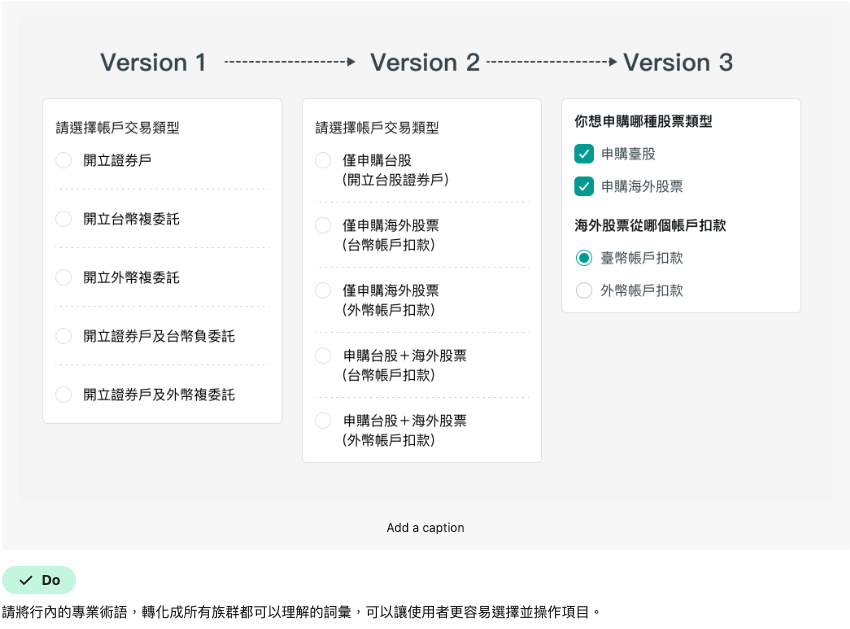 Version 1
Version 2
Version 3
請選擇帳戶交易類型
開立證券戶
開立台幣複委託
開立外幣複委託
開立證券戶及台幣負委託
開立證券戶及外幣複委託
請選擇帳戶交易類型
僅申購台股
(開立台股證券戶)
僅申購海外股票
(台幣帳戶扣款)
僅申購海外股票
(外幣帳戶扣款)
申購台股＋海外股票
(台幣帳戶扣款)
申購台股＋海外股票
(外幣帳戶扣款)
你想申購哪種股票類型
申購臺股
申購海外股票
海外股票從哪個帳戶扣款
臺幣帳戶扣款
外幣帳戶扣款
Add a caption
Do
請將行內的專業術語，轉化成所有族群都可以理解的詞彙，可以讓使用者更容易選擇並操作項目。